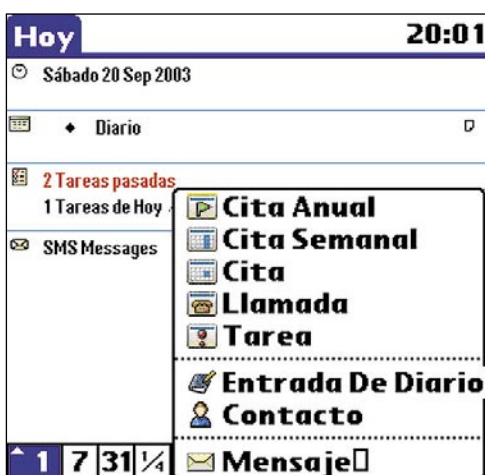 Hoy 20:01
Sábado 20 Sep 2003
Diario
2 Tareas pasadas
1 Tareas de Hoy
SMS Messages
Cita Anual
Cita Semanal
Cita
Llamada
Tarea
Entrada De Diario
Contacto
Mensaje
1 7 31 ¼